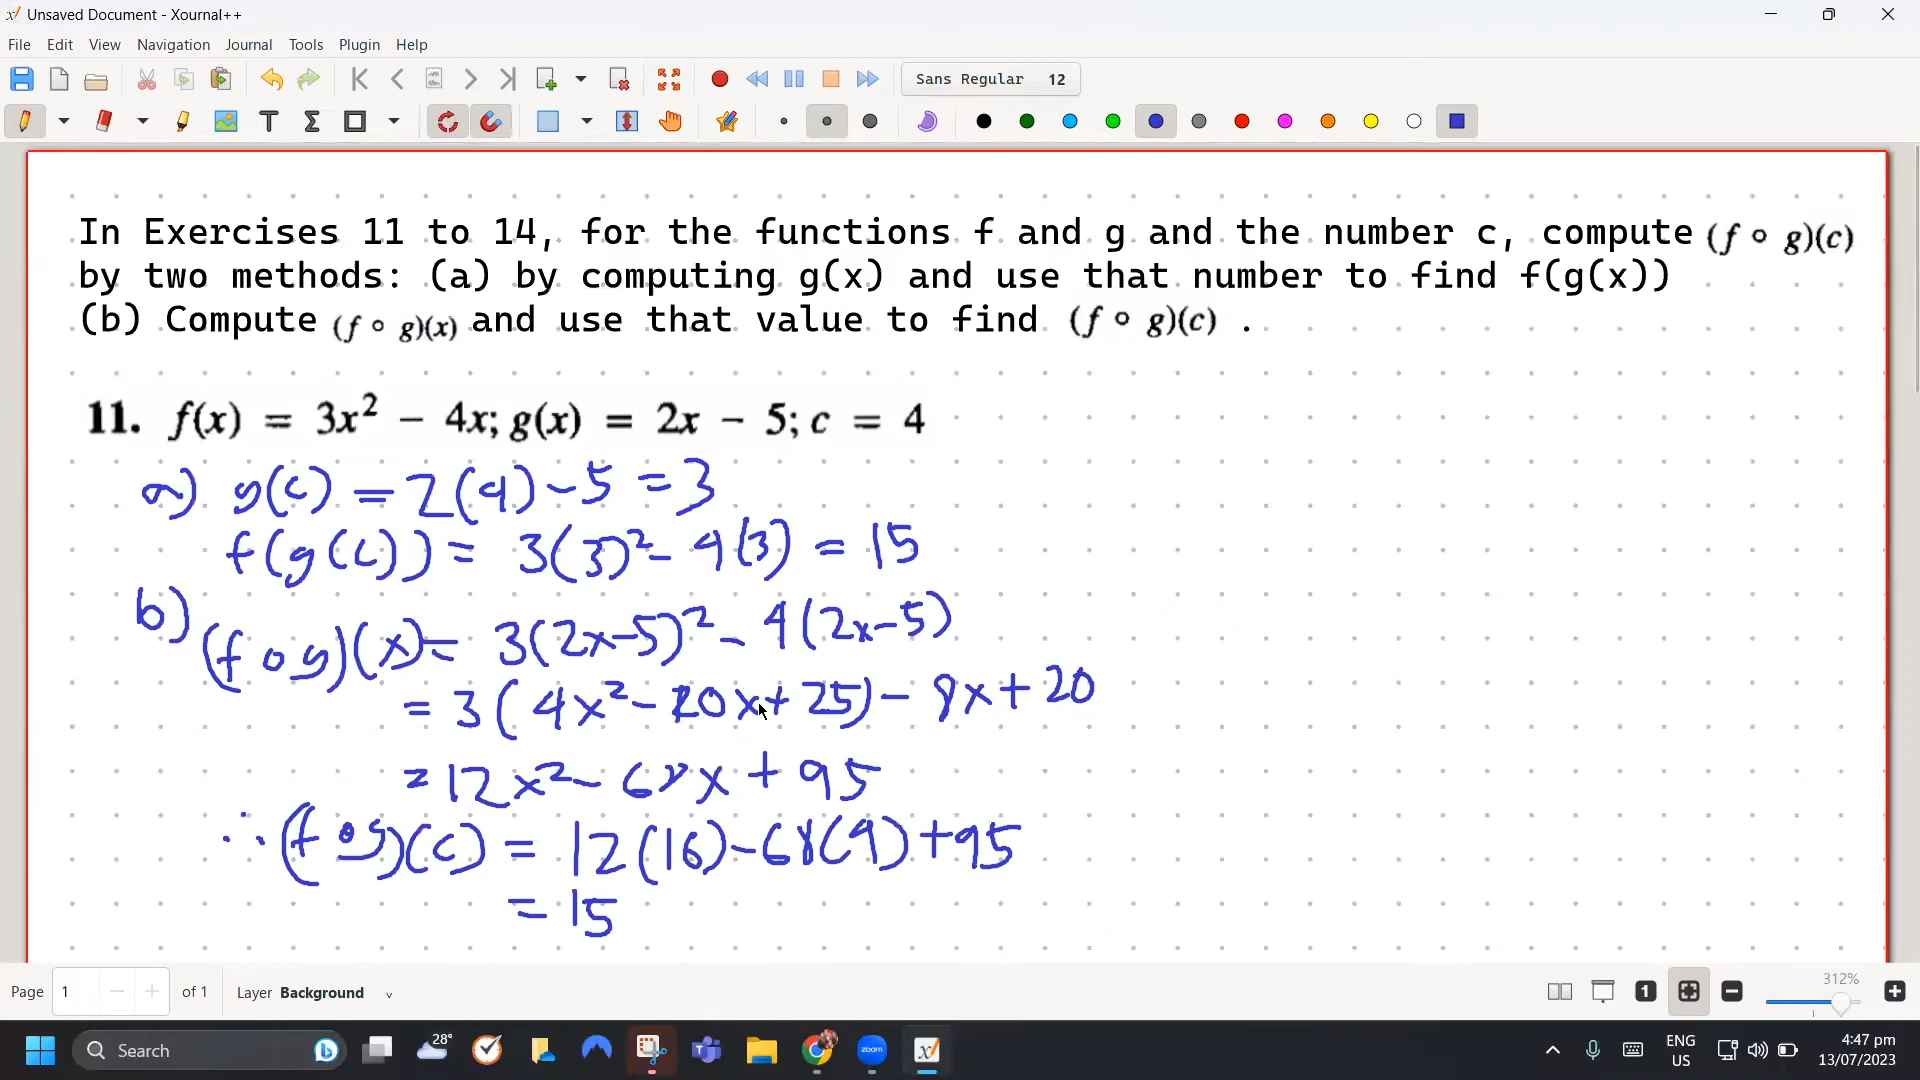 Unsaved Document - Xournal++
File Edit View Navigation Journal Tools Plugin Help
Sans Regular 12
In Exercises 11 to 14, for the functions f and g and the number c, compute (f ∘ g)(c)
by two methods: (a) by computing g(x) and use that number to find f(g(x))
(b) Compute (f ∘ g)(x) and use that value to find (f ∘ g)(c) .
11. f(x) = 3x² − 4x; g(x) = 2x − 5; c = 4
a) g(c) = 2(4) − 5 = 3
f(g(c)) = 3(3)² − 4(3) = 15
b)
(f ∘ g)(x) = 3(2x−5)² − 4(2x−5)
= 3(4x² − 20x + 25) − 8x + 20
= 12x² − 68x + 95
∴ (f ∘ g)(c) = 12(16) − 68(4) + 95
= 15
312%
Page 1 of 1 Layer Background
1
28°
Search
zoom
ENG
US
4:47 pm
13/07/2023